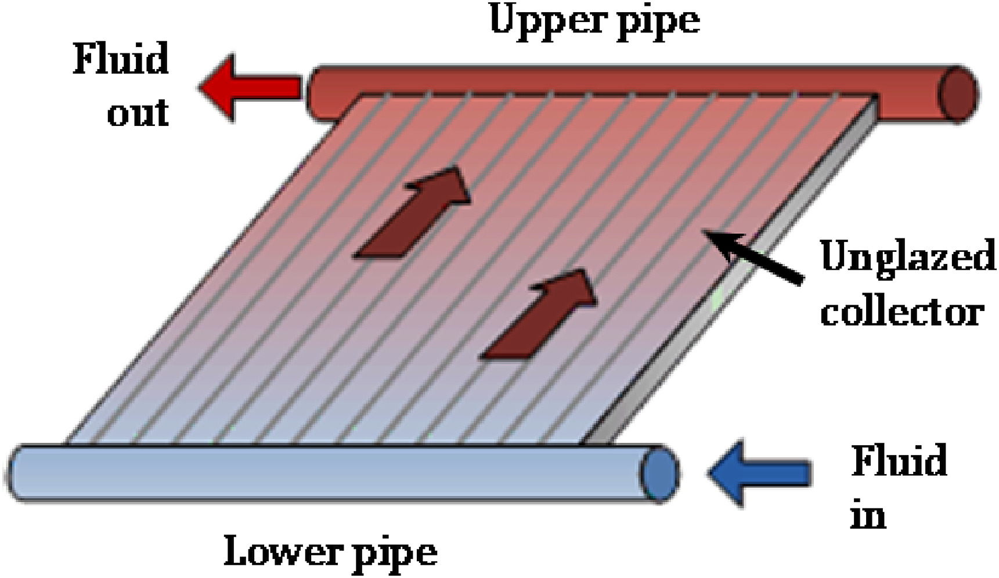 Upper pipe
Fluid
out
Unglazed
collector
Fluid
in
Lower pipe